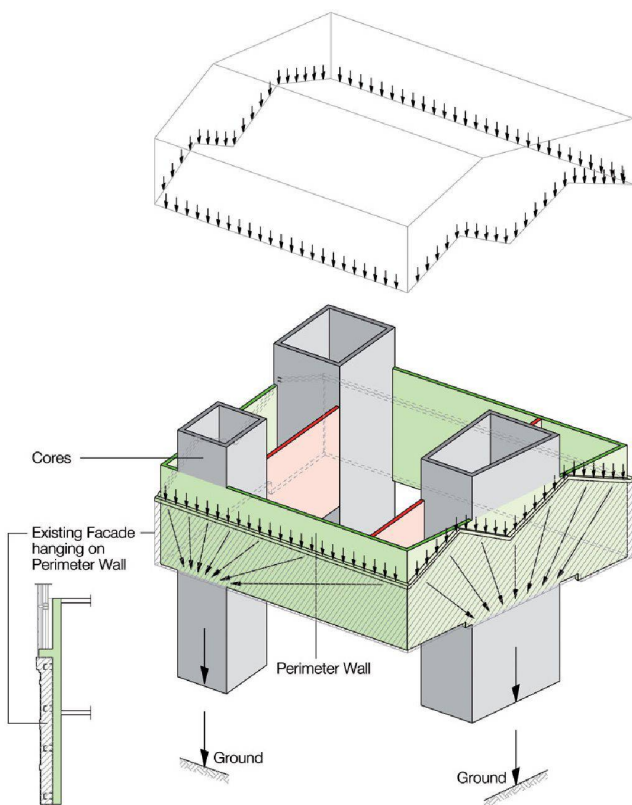 Cores
Existing Facade
hanging on
Perimeter Wall
Perimeter Wall
Ground
Ground